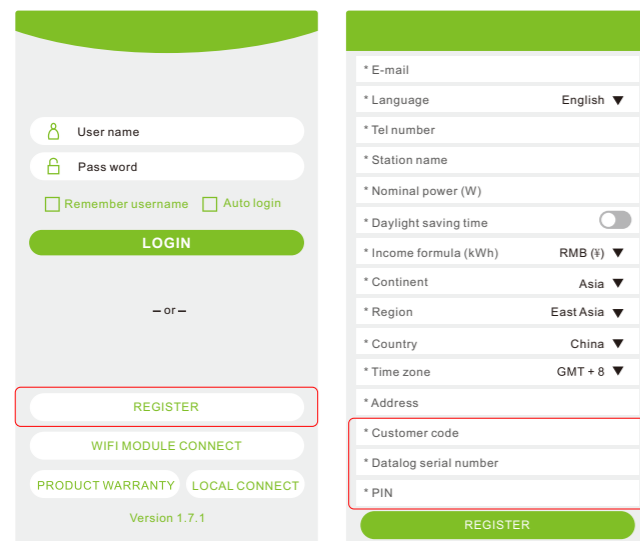 User name
Pass word
Remember username Auto login
LOGIN
– or –
REGISTER
WIFI MODULE CONNECT
PRODUCT WARRANTY LOCAL CONNECT
Version 1.7.1
* E-mail
* Language English ▼
* Tel number
* Station name
* Nominal power (W)
* Daylight saving time
* Income formula (kWh) RMB (¥) ▼
* Continent Asia ▼
* Region East Asia ▼
* Country China ▼
* Time zone GMT + 8 ▼
* Address
* Customer code
* Datalog serial number
* PIN
REGISTER